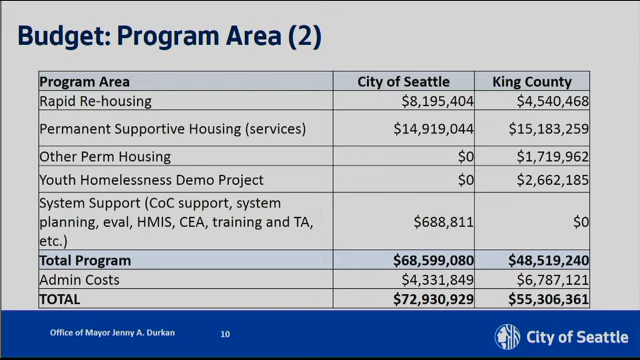 Budget: Program Area (2)
Program Area City of Seattle King County
Rapid Re-housing $8,195,404 $4,540,468
Permanent Supportive Housing (services) $14,919,044 $15,183,259
Other Perm Housing $0 $1,719,962
Youth Homelessness Demo Project $0 $2,662,185
System Support (CoC support, system
planning, eval, HMIS, CEA, training and TA, $688,811 $0
etc.)
Total Program $68,599,080 $48,519,240
Admin Costs $4,331,849 $6,787,121
TOTAL $72,930,929 $55,306,361
Office of Mayor Jenny A. Durkan 10 City of Seattle